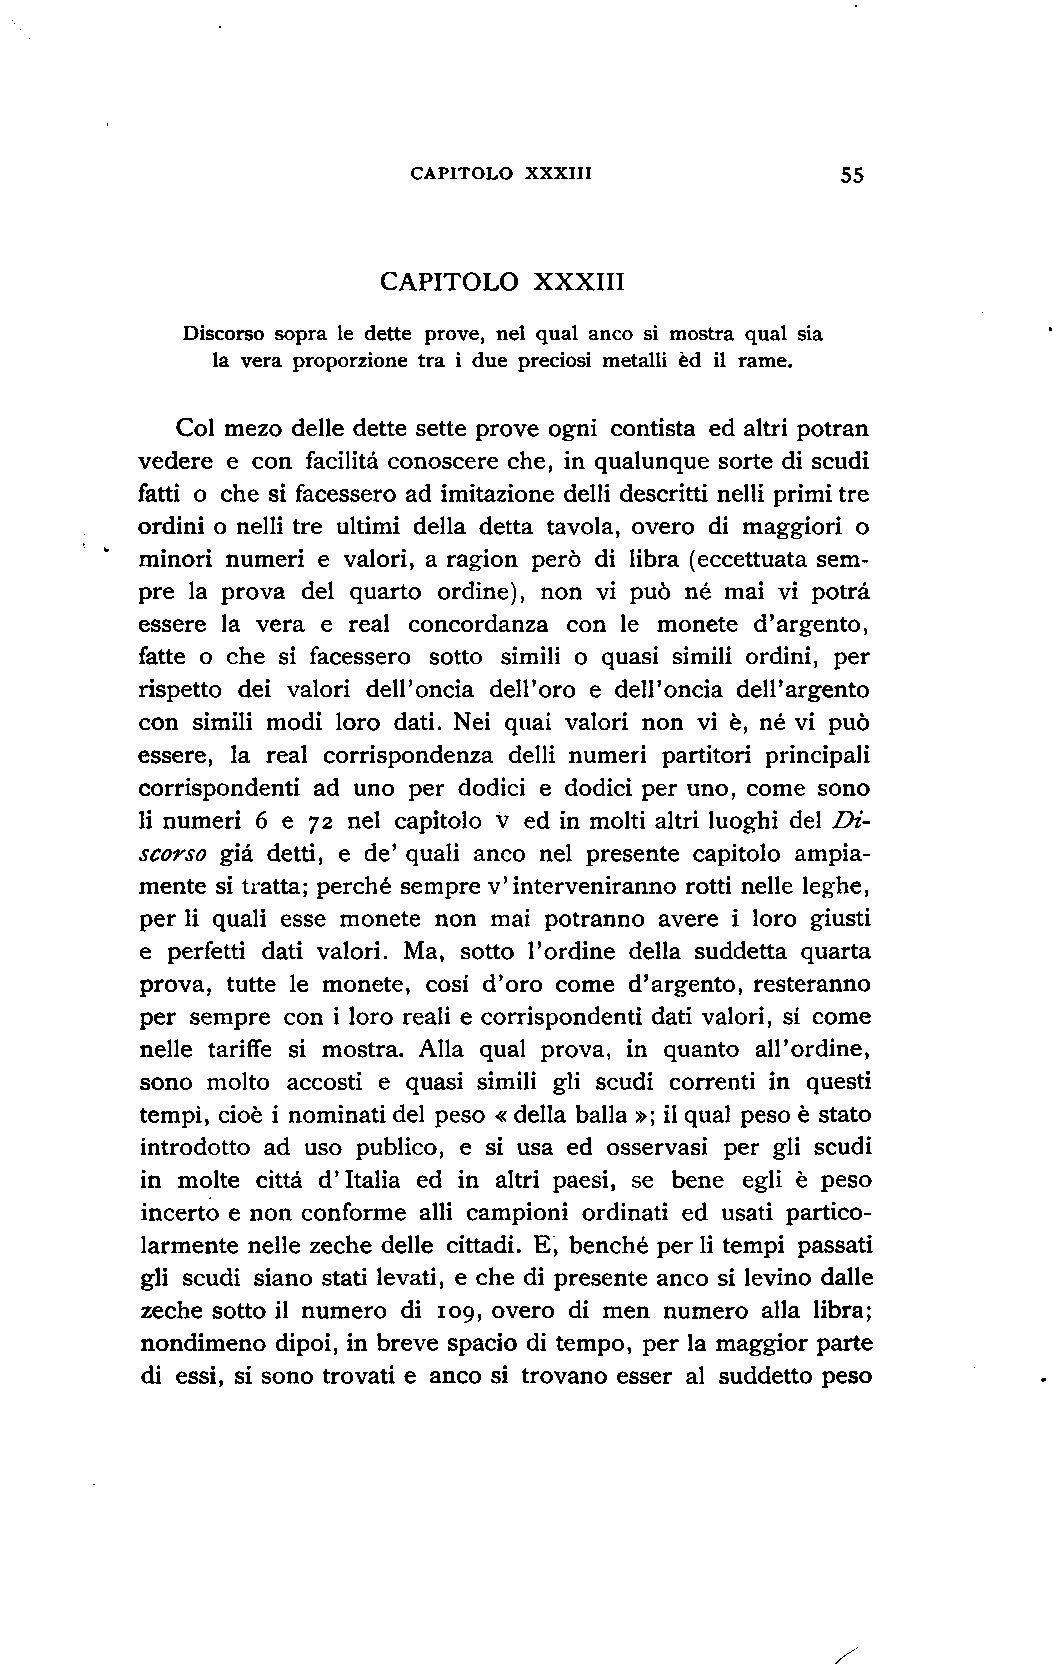 CAPITOLO XXXIII 55
CAPITOLO XXXIII
Discorso sopra le dette prove, nel qual anco si mostra qual sia
la vera proporzione tra i due preciosi metalli èd il rame.
Col mezo delle dette sette prove ogni contista ed altri potran
vedere e con facilitá conoscere che, in qualunque sorte di scudi
fatti o che si facessero ad imitazione delli descritti nelli primi tre
ordini o nelli tre ultimi della detta tavola, overo di maggiori o
minori numeri e valori, a ragion però di libra (eccettuata sem-
pre la prova del quarto ordine), non vi può né mai vi potrá
essere la vera e real concordanza con le monete d'argento,
fatte o che si facessero sotto simili o quasi simili ordini, per
rispetto dei valori dell'oncia dell'oro e dell'oncia dell'argento
con simili modi loro dati. Nei quai valori non vi è, né vi può
essere, la real corrispondenza delli numeri partitori principali
corrispondenti ad uno per dodici e dodici per uno, come sono
li numeri 6 e 72 nel capitolo V ed in molti altri luoghi del Di-
scorso giá detti, e de' quali anco nel presente capitolo ampia-
mente si tratta; perché sempre v'interveniranno rotti nelle leghe,
per li quali esse monete non mai potranno avere i loro giusti
e perfetti dati valori. Ma, sotto l'ordine della suddetta quarta
prova, tutte le monete, cosí d'oro come d'argento, resteranno
per sempre con i loro reali e corrispondenti dati valori, sí come
nelle tariffe si mostra. Alla qual prova, in quanto all'ordine,
sono molto accosti e quasi simili gli scudi correnti in questi
tempi, cioè i nominati del peso « della balla »; il qual peso è stato
introdotto ad uso publico, e si usa ed osservasi per gli scudi
in molte cittá d'Italia ed in altri paesi, se bene egli è peso
incerto e non conforme alli campioni ordinati ed usati partico-
larmente nelle zeche delle cittadi. E, benché per li tempi passati
gli scudi siano stati levati, e che di presente anco si levino dalle
zeche sotto il numero di 109, overo di men numero alla libra;
nondimeno dipoi, in breve spacio di tempo, per la maggior parte
di essi, si sono trovati e anco si trovano esser al suddetto peso